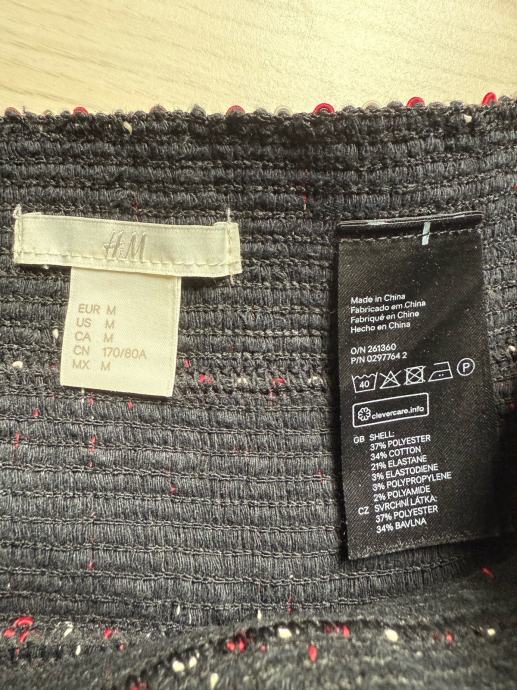 H&M
EUR M
US M
CA M
CN 170/80A
MX M
Made in China
Fabricado em China
Fabriqué en Chine
Hecho en China
O/N 261360
P/N 0297764 2
40
P
clevercare.info
GB SHELL:
37% POLYESTER
34% COTTON
21% ELASTANE
3% ELASTODIENE
3% POLYPROPYLENE
2% POLYAMIDE
CZ SVRCHNÍ LÁTKA:
37% POLYESTER
34% BAVLNA